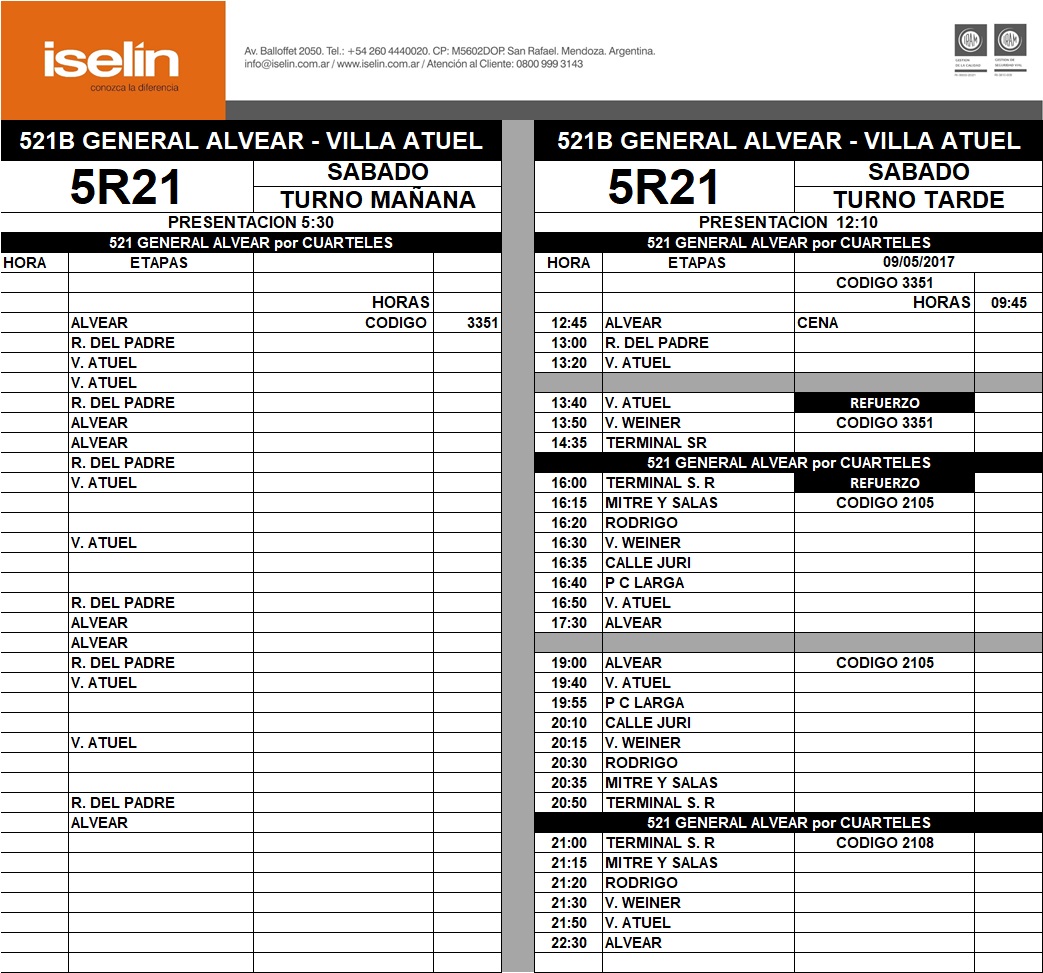 iselín
conozca la diferencia
Av. Balloffet 2050. Tel.: +54 260 4440020. CP: M5602DOP. San Rafael. Mendoza. Argentina.
info@iselin.com.ar / www.iselin.com.ar / Atención al Cliente: 0800 999 3143
521B GENERAL ALVEAR - VILLA ATUEL
5R21
SABADO
TURNO MAÑANA
PRESENTACION 5:30
521 GENERAL ALVEAR por CUARTELES
HORA ETAPAS
HORAS
ALVEAR CODIGO 3351
R. DEL PADRE
V. ATUEL
V. ATUEL
R. DEL PADRE
ALVEAR
ALVEAR
R. DEL PADRE
V. ATUEL
V. ATUEL
R. DEL PADRE
ALVEAR
ALVEAR
R. DEL PADRE
V. ATUEL
V. ATUEL
R. DEL PADRE
ALVEAR
521B GENERAL ALVEAR - VILLA ATUEL
5R21
SABADO
TURNO TARDE
PRESENTACION 12:10
521 GENERAL ALVEAR por CUARTELES
HORA ETAPAS 09/05/2017
CODIGO 3351
HORAS 09:45
12:45 ALVEAR CENA
13:00 R. DEL PADRE
13:20 V. ATUEL
13:40 V. ATUEL REFUERZO
13:50 V. WEINER CODIGO 3351
14:35 TERMINAL SR
521 GENERAL ALVEAR por CUARTELES
16:00 TERMINAL S. R REFUERZO
16:15 MITRE Y SALAS CODIGO 2105
16:20 RODRIGO
16:30 V. WEINER
16:35 CALLE JURI
16:40 P C LARGA
16:50 V. ATUEL
17:30 ALVEAR
19:00 ALVEAR CODIGO 2105
19:40 V. ATUEL
19:55 P C LARGA
20:10 CALLE JURI
20:15 V. WEINER
20:30 RODRIGO
20:35 MITRE Y SALAS
20:50 TERMINAL S. R
521 GENERAL ALVEAR por CUARTELES
21:00 TERMINAL S. R CODIGO 2108
21:15 MITRE Y SALAS
21:20 RODRIGO
21:30 V. WEINER
21:50 V. ATUEL
22:30 ALVEAR